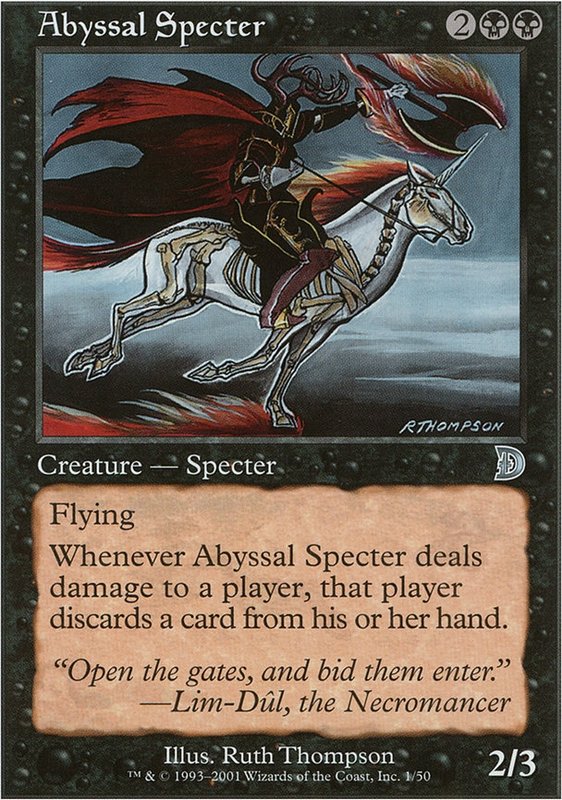 Abyssal Specter 2
R THOMPSON
Creature — Specter D
Flying
Whenever Abyssal Specter deals
damage to a player, that player
discards a card from his or her hand.
“Open the gates, and bid them enter.”
—Lim-Dûl, the Necromancer
Illus. Ruth Thompson
™ & © 1993–2001 Wizards of the Coast, Inc. 1/50
2/3